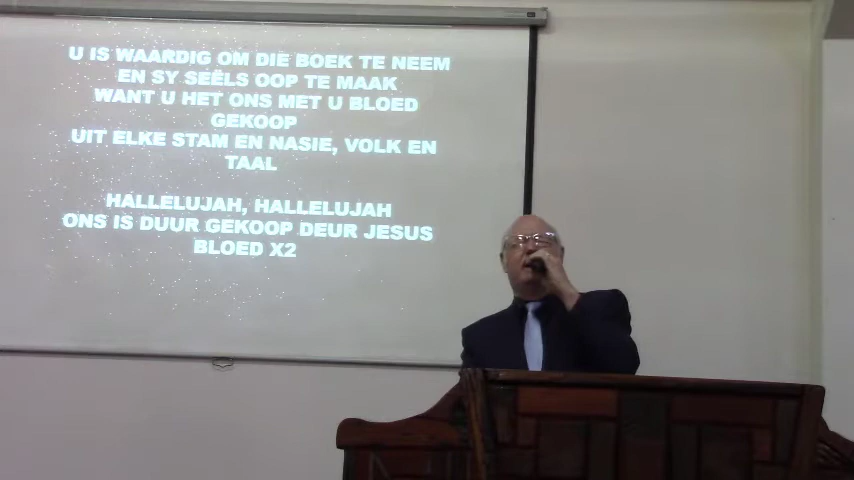 U IS WAARDIG OM DIE BOEK TE NEEM
EN SY SEËLS OOP TE MAAK
WANT U HET ONS MET U BLOED
GEKOOP
UIT ELKE STAM EN NASIE, VOLK EN
TAAL
HALLELUJAH, HALLELUJAH
ONS IS DUUR GEKOOP DEUR JESUS
BLOED X2